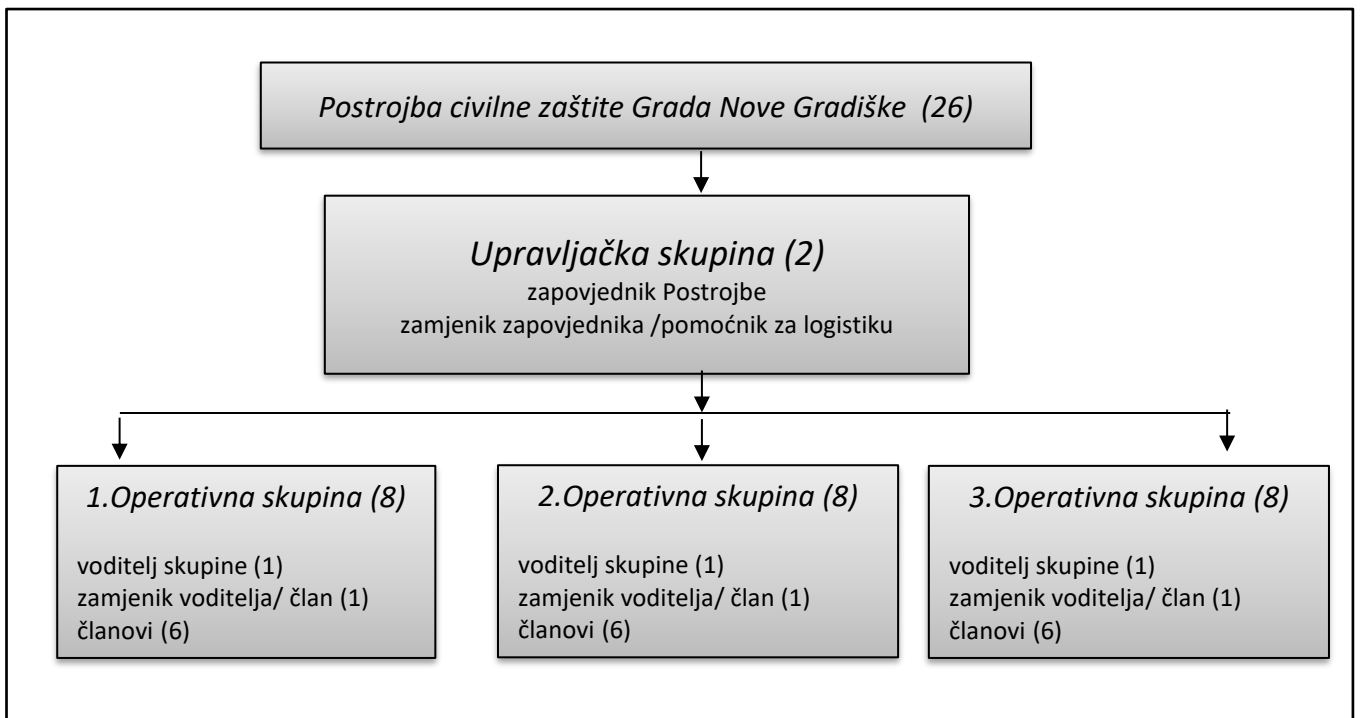 Postrojba civilne zaštite Grada Nove Gradiške (26)
Upravljačka skupina (2)
zapovjednik Postrojbe
zamjenik zapovjednika /pomoćnik za logistiku
1.Operativna skupina (8)
voditelj skupine (1)
zamjenik voditelja/ član (1)
članovi (6)
2.Operativna skupina (8)
voditelj skupine (1)
zamjenik voditelja/ član (1)
članovi (6)
3.Operativna skupina (8)
voditelj skupine (1)
zamjenik voditelja/ član (1)
članovi (6)